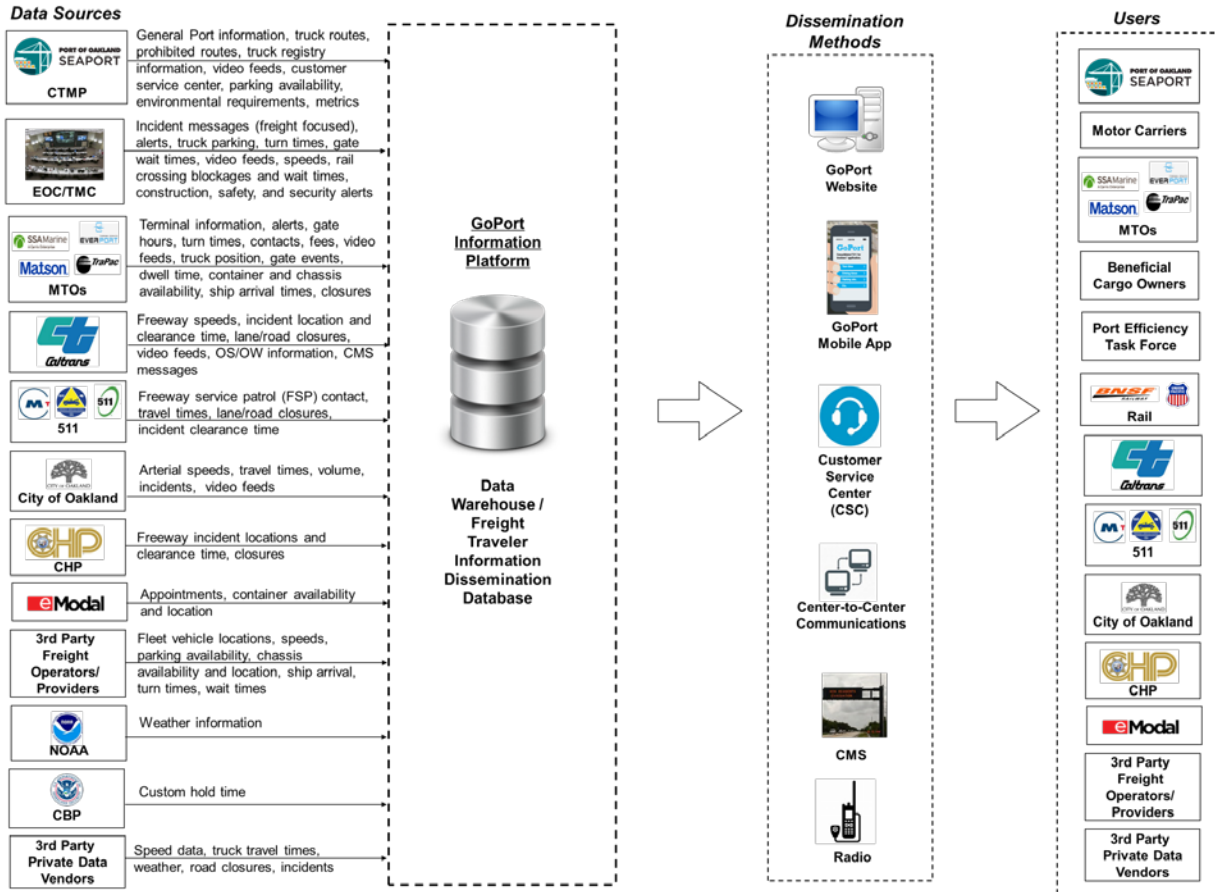 Data Sources
PORT OF OAKLAND
SEAPORT
CTMP
General Port information, truck routes,
prohibited routes, truck registry
information, video feeds, customer
service center, parking availability,
environmental requirements, metrics
EOC/TMC
Incident messages (freight focused),
alerts, truck parking, turn times, gate
wait times, video feeds, speeds, rail
crossing blockages and wait times,
construction, safety, and security alerts
SSAMarine
EVERPORT
Matson
TraPac
MTOs
Terminal information, alerts, gate
hours, turn times, contacts, fees, video
feeds, truck position, gate events,
dwell time, container and chassis
availability, ship arrival times, closures
Caltrans
Freeway speeds, incident location and
clearance time, lane/road closures,
video feeds, OS/OW information, CMS
messages
511
511
Freeway service patrol (FSP) contact,
travel times, lane/road closures,
incident clearance time
CITY OF OAKLAND
City of Oakland
Arterial speeds, travel times, volume,
incidents, video feeds
CHP
CHP
Freeway incident locations and
clearance time, closures
eModal
Appointments, container availability
and location
3rd Party
Freight
Operators/
Providers
Fleet vehicle locations, speeds,
parking availability, chassis
availability and location, ship arrival,
turn times, wait times
NOAA
Weather information
CBP
Custom hold time
3rd Party
Private Data
Vendors
Speed data, truck travel times,
weather, road closures, incidents
GoPort
Information
Platform
Data
Warehouse /
Freight
Traveler
Information
Dissemination
Database
Dissemination
Methods
GoPort
Website
GoPort
GoPort
Mobile App
Customer
Service
Center
(CSC)
Center-to-Center
Communications
CMS
Radio
Users
PORT OF OAKLAND
SEAPORT
Motor Carriers
SSAMarine
EVERPORT
Matson
TraPac
MTOs
Beneficial
Cargo Owners
Port Efficiency
Task Force
BNSF
RAILWAY
Rail
Caltrans
511
511
CITY OF OAKLAND
City of Oakland
CHP
CHP
eModal
3rd Party
Freight
Operators/
Providers
3rd Party
Private Data
Vendors